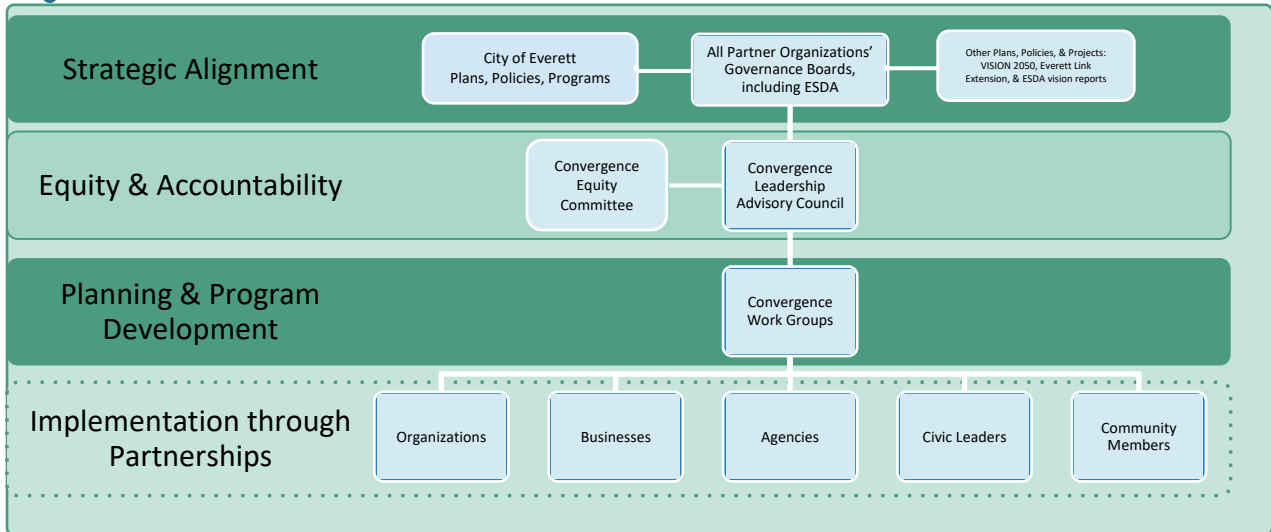 Strategic Alignment
City of Everett
Plans, Policies, Programs
All Partner Organizations’
Governance Boards,
including ESDA
Other Plans, Policies, & Projects:
VISION 2050, Everett Link
Extension, & ESDA vision reports
Equity & Accountability
Convergence
Equity
Committee
Convergence
Leadership
Advisory Council
Planning & Program
Development
Convergence
Work Groups
Implementation through
Partnerships
Organizations
Businesses
Agencies
Civic Leaders
Community
Members